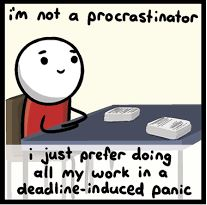 i'm not a procrastinator
i just prefer doing
all my work in a
deadline-induced panic